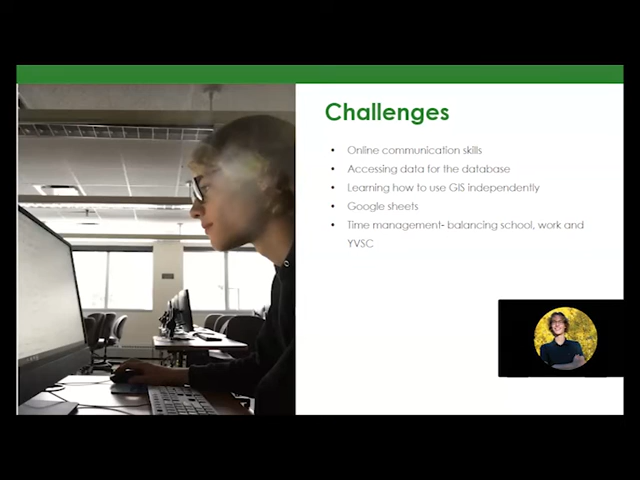 Challenges
• Online communication skills
• Accessing data for the database
• Learning how to use GIS independently
• Google sheets
• Time management- balancing school, work and
YVSC